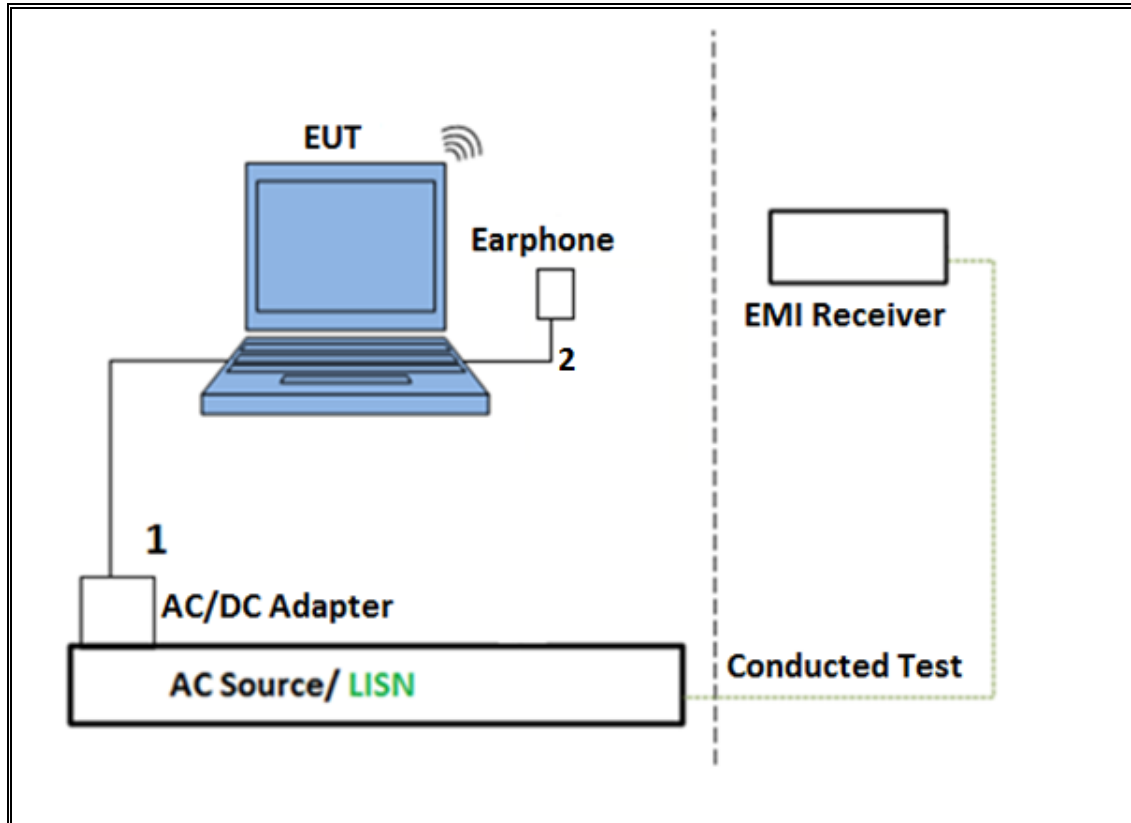 EUT
Earphone
2
EMI Receiver
1
AC/DC Adapter
AC Source/ LISN
Conducted Test